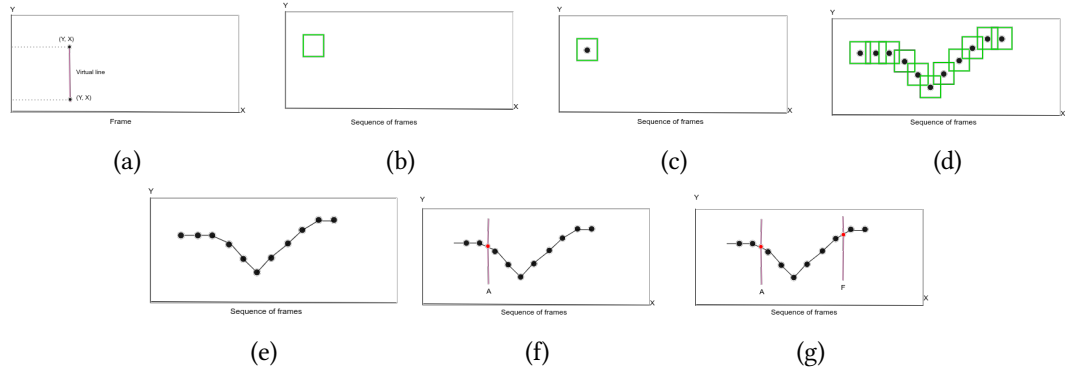 Y
(Y, X)
Virtual line
(Y, X)
X
Frame
(a)
Y
X
Sequence of frames
(b)
Y
X
Sequence of frames
(c)
Y
X
Sequence of frames
(d)
Y
Sequence of frames
(e)
Y
A
X
Sequence of frames
(f)
Y
A
F
X
Sequence of frames
(g)